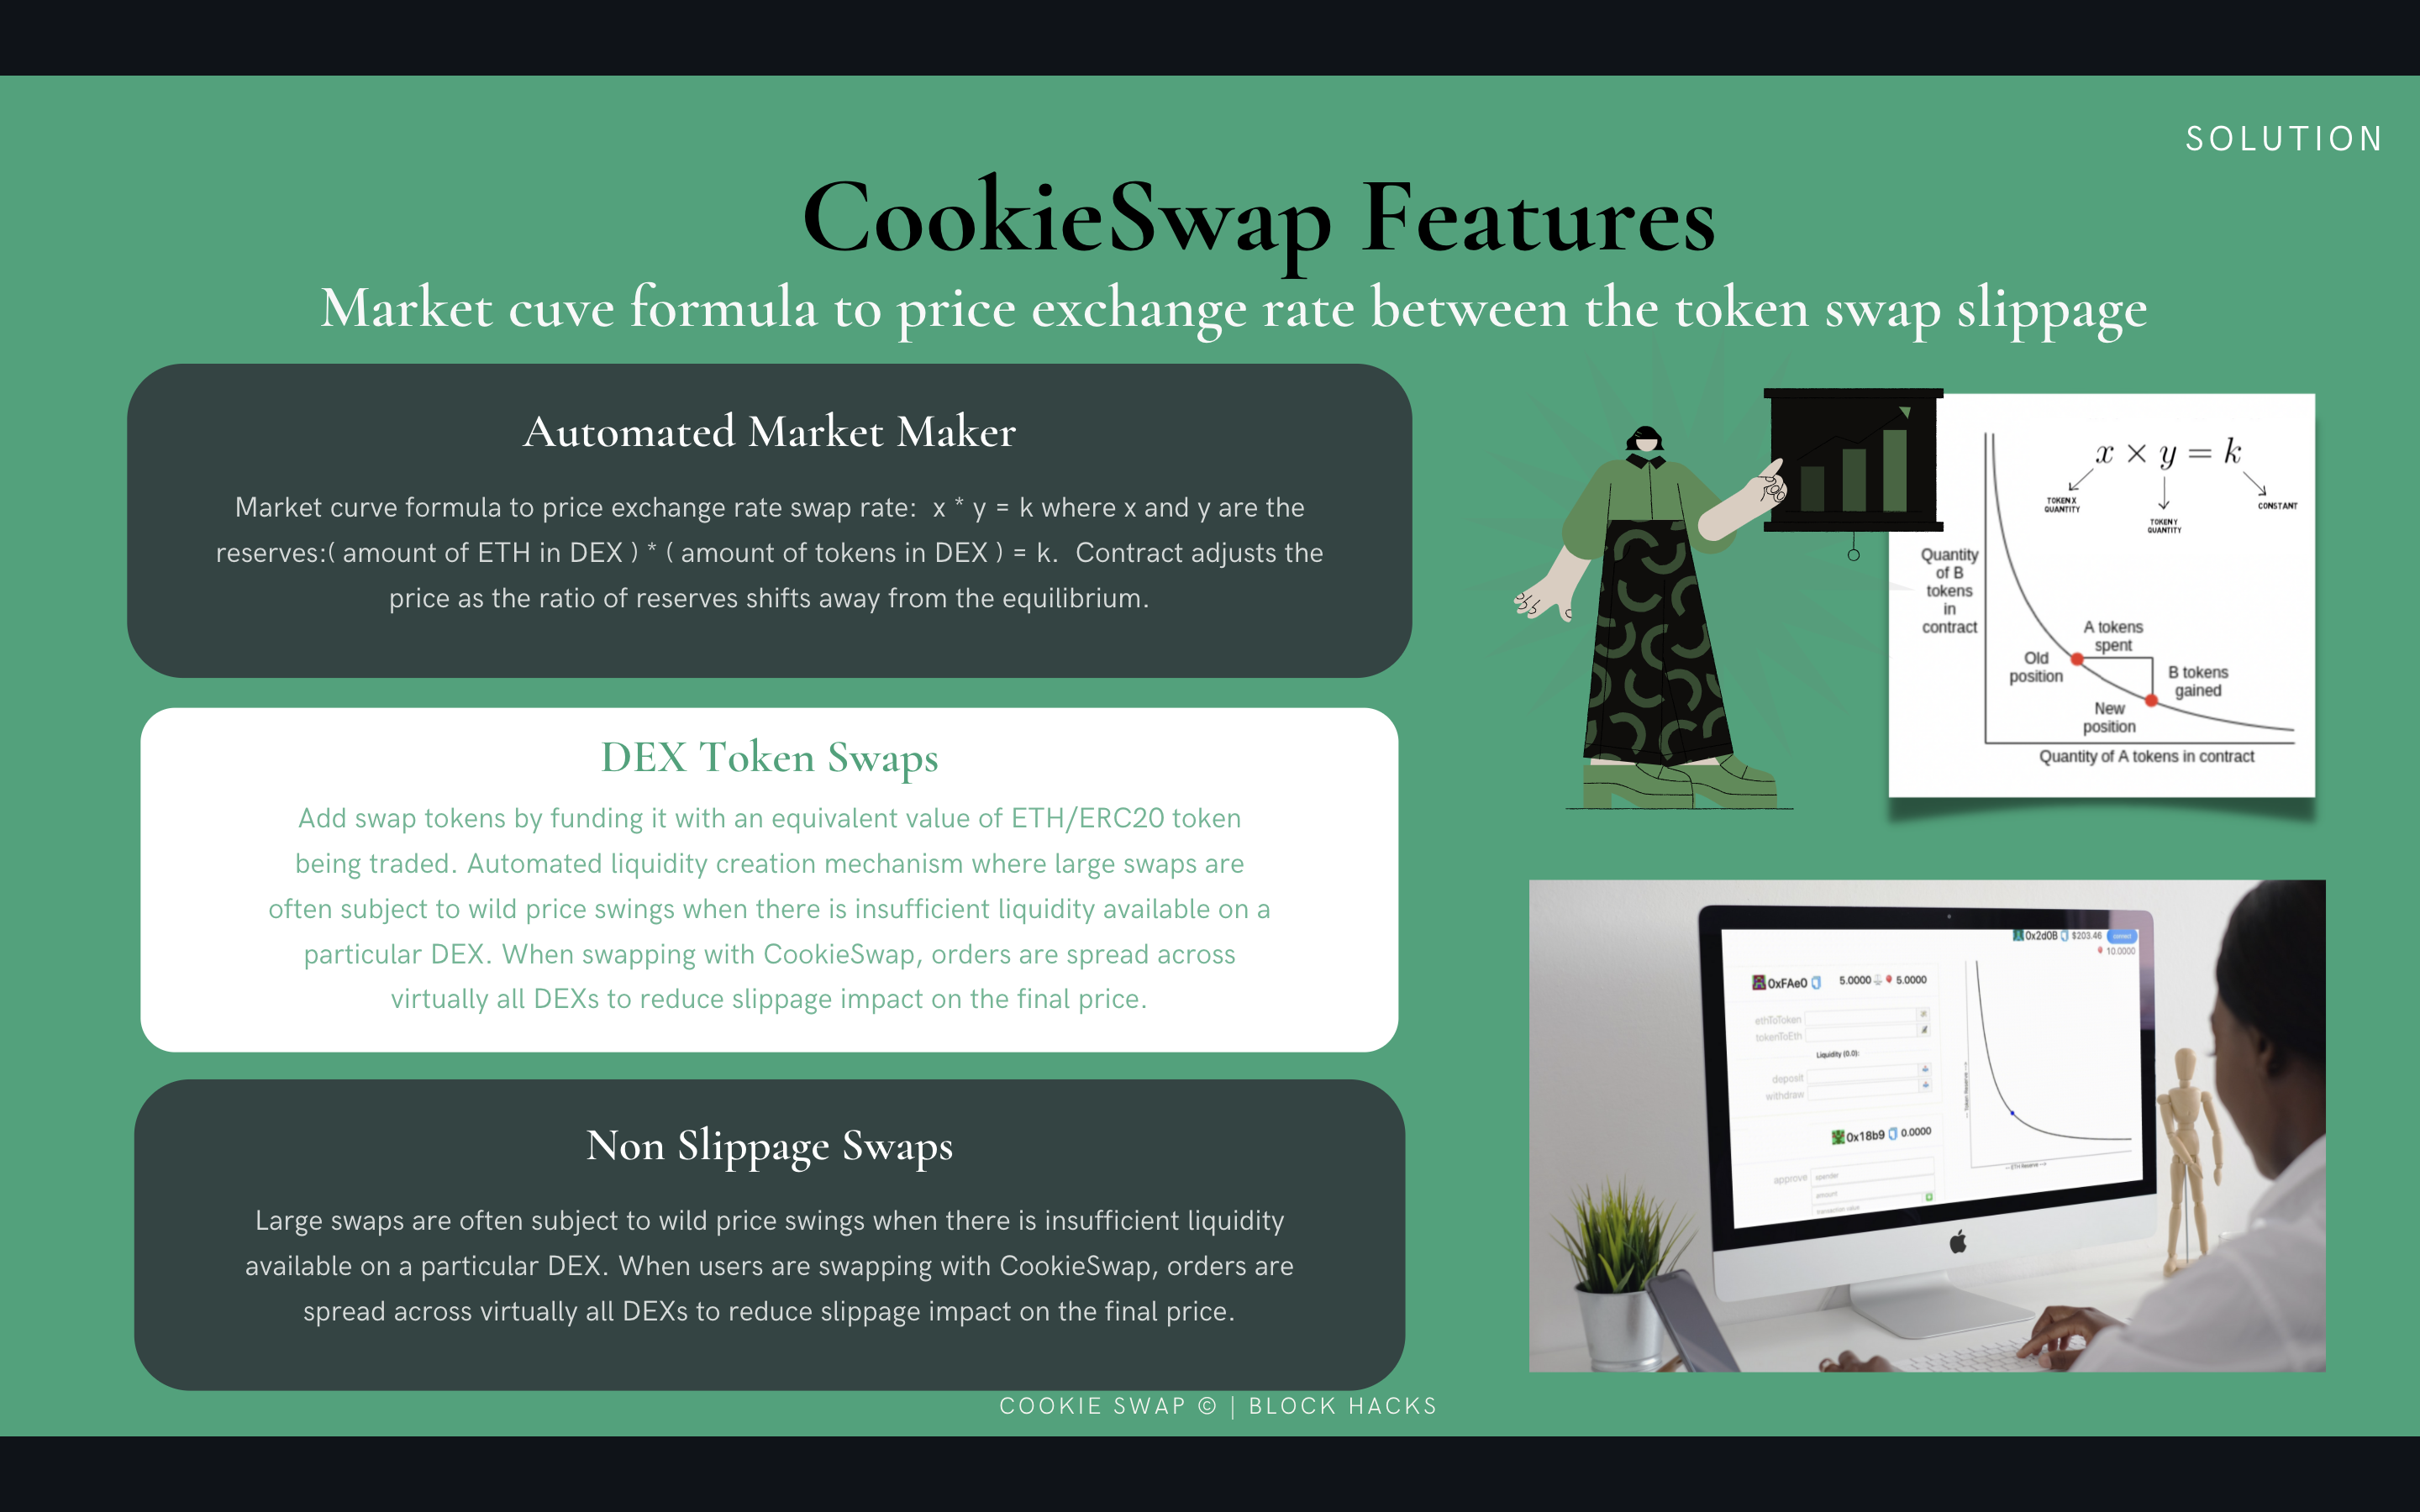 SOLUTION
CookieSwap Features
Market cuve formula to price exchange rate between the token swap slippage
Automated Market Maker
Market curve formula to price exchange rate swap rate: x * y = k where x and y are the
reserves:( amount of ETH in DEX ) * ( amount of tokens in DEX ) = k. Contract adjusts the
price as the ratio of reserves shifts away from the equilibrium.
DEX Token Swaps
Add swap tokens by funding it with an equivalent value of ETH/ERC20 token
being traded. Automated liquidity creation mechanism where large swaps are
often subject to wild price swings when there is insufficient liquidity available on a
particular DEX. When swapping with CookieSwap, orders are spread across
virtually all DEXs to reduce slippage impact on the final price.
Non Slippage Swaps
Large swaps are often subject to wild price swings when there is insufficient liquidity
available on a particular DEX. When users are swapping with CookieSwap, orders are
spread across virtually all DEXs to reduce slippage impact on the final price.
x × y = k
TOKEN X
QUANTITY
TOKEN Y
QUANTITY
CONSTANT
Quantity
of B
tokens
in
contract
A tokens
spent
Old
position
B tokens
gained
New
position
Quantity of A tokens in contract
0x2d0B $203.46 connect
10.0000
0xFAe0 5.0000 5.0000
ethToToken
tokenToEth
Liquidity (0.0):
deposit
withdraw
0x18b9 0.0000
approve spender
amount
transaction value
Token Reserve
ETH Reserve
COOKIE SWAP © | BLOCK HACKS